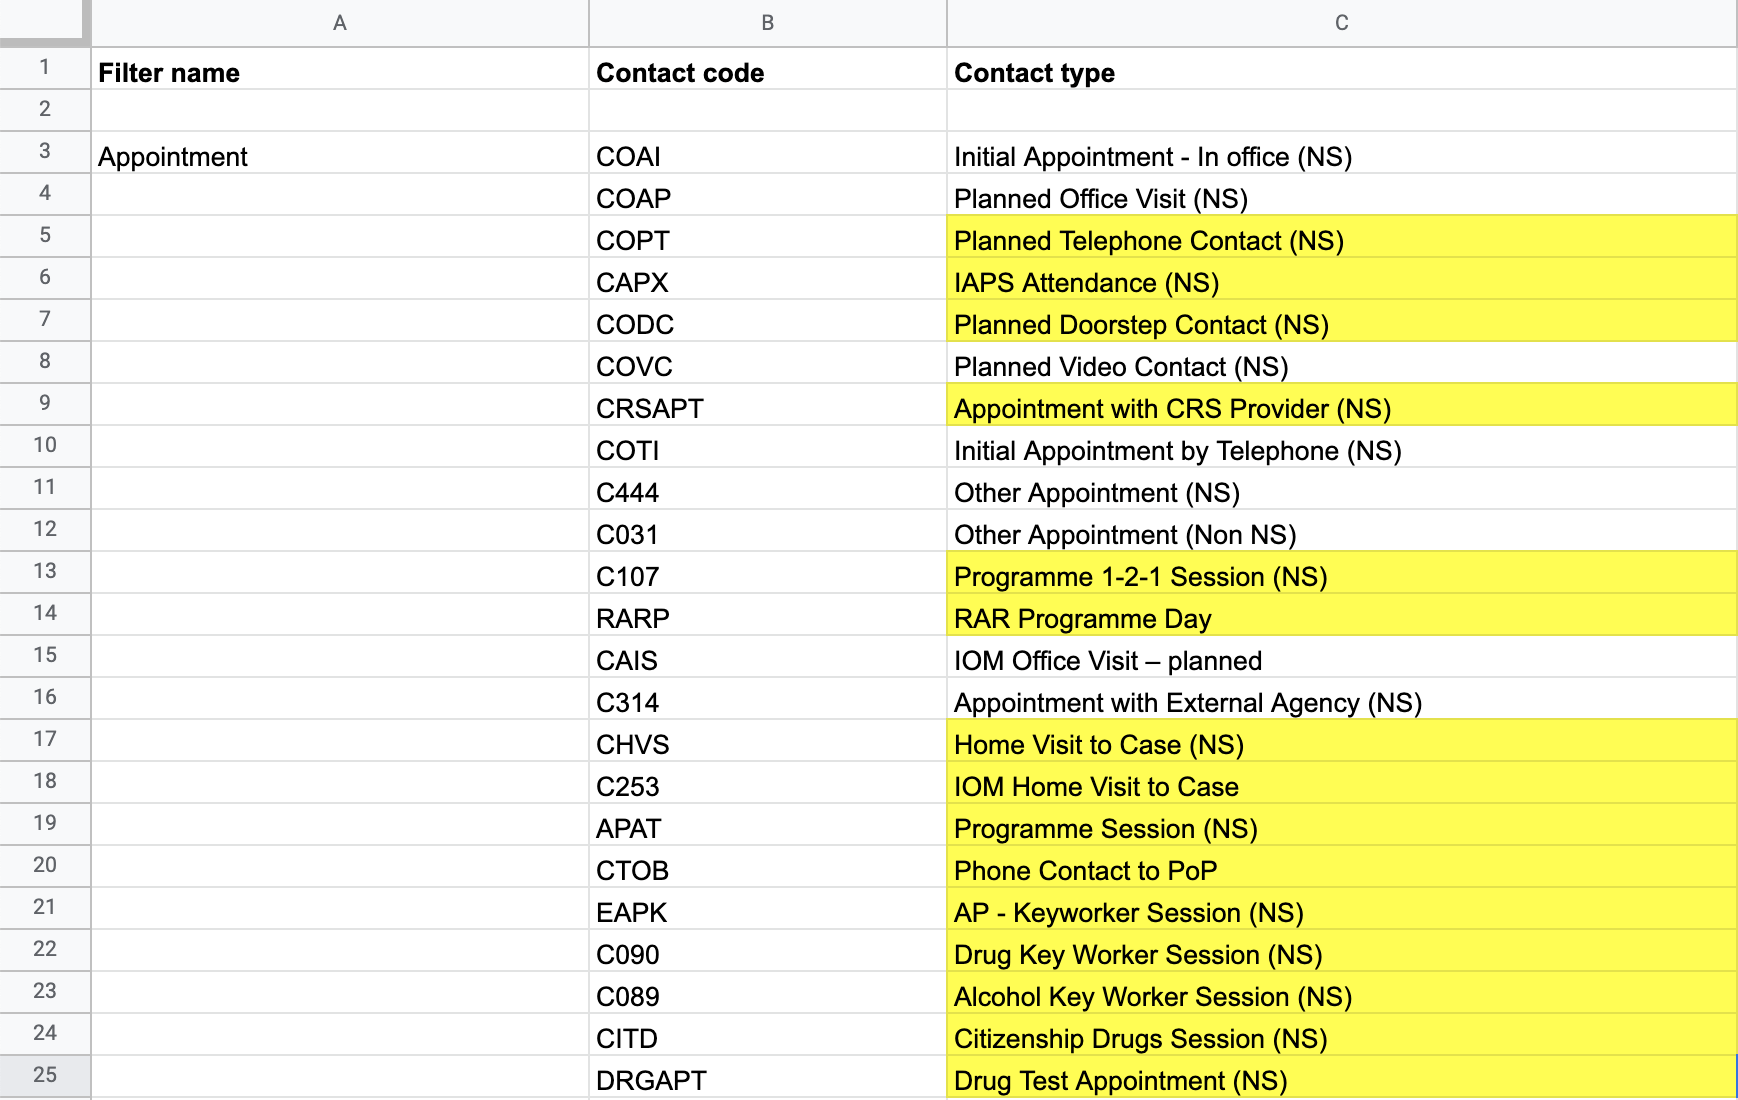 A B C
1 Filter name Contact code Contact type
2
3 Appointment COAI Initial Appointment - In office (NS)
4 COAP Planned Office Visit (NS)
5 COPT Planned Telephone Contact (NS)
6 CAPX IAPS Attendance (NS)
7 CODC Planned Doorstep Contact (NS)
8 COVC Planned Video Contact (NS)
9 CRSAPT Appointment with CRS Provider (NS)
10 COTI Initial Appointment by Telephone (NS)
11 C444 Other Appointment (NS)
12 C031 Other Appointment (Non NS)
13 C107 Programme 1-2-1 Session (NS)
14 RARP RAR Programme Day
15 CAIS IOM Office Visit – planned
16 C314 Appointment with External Agency (NS)
17 CHVS Home Visit to Case (NS)
18 C253 IOM Home Visit to Case
19 APAT Programme Session (NS)
20 CTOB Phone Contact to PoP
21 EAPK AP - Keyworker Session (NS)
22 C090 Drug Key Worker Session (NS)
23 C089 Alcohol Key Worker Session (NS)
24 CITD Citizenship Drugs Session (NS)
25 DRGAPT Drug Test Appointment (NS)